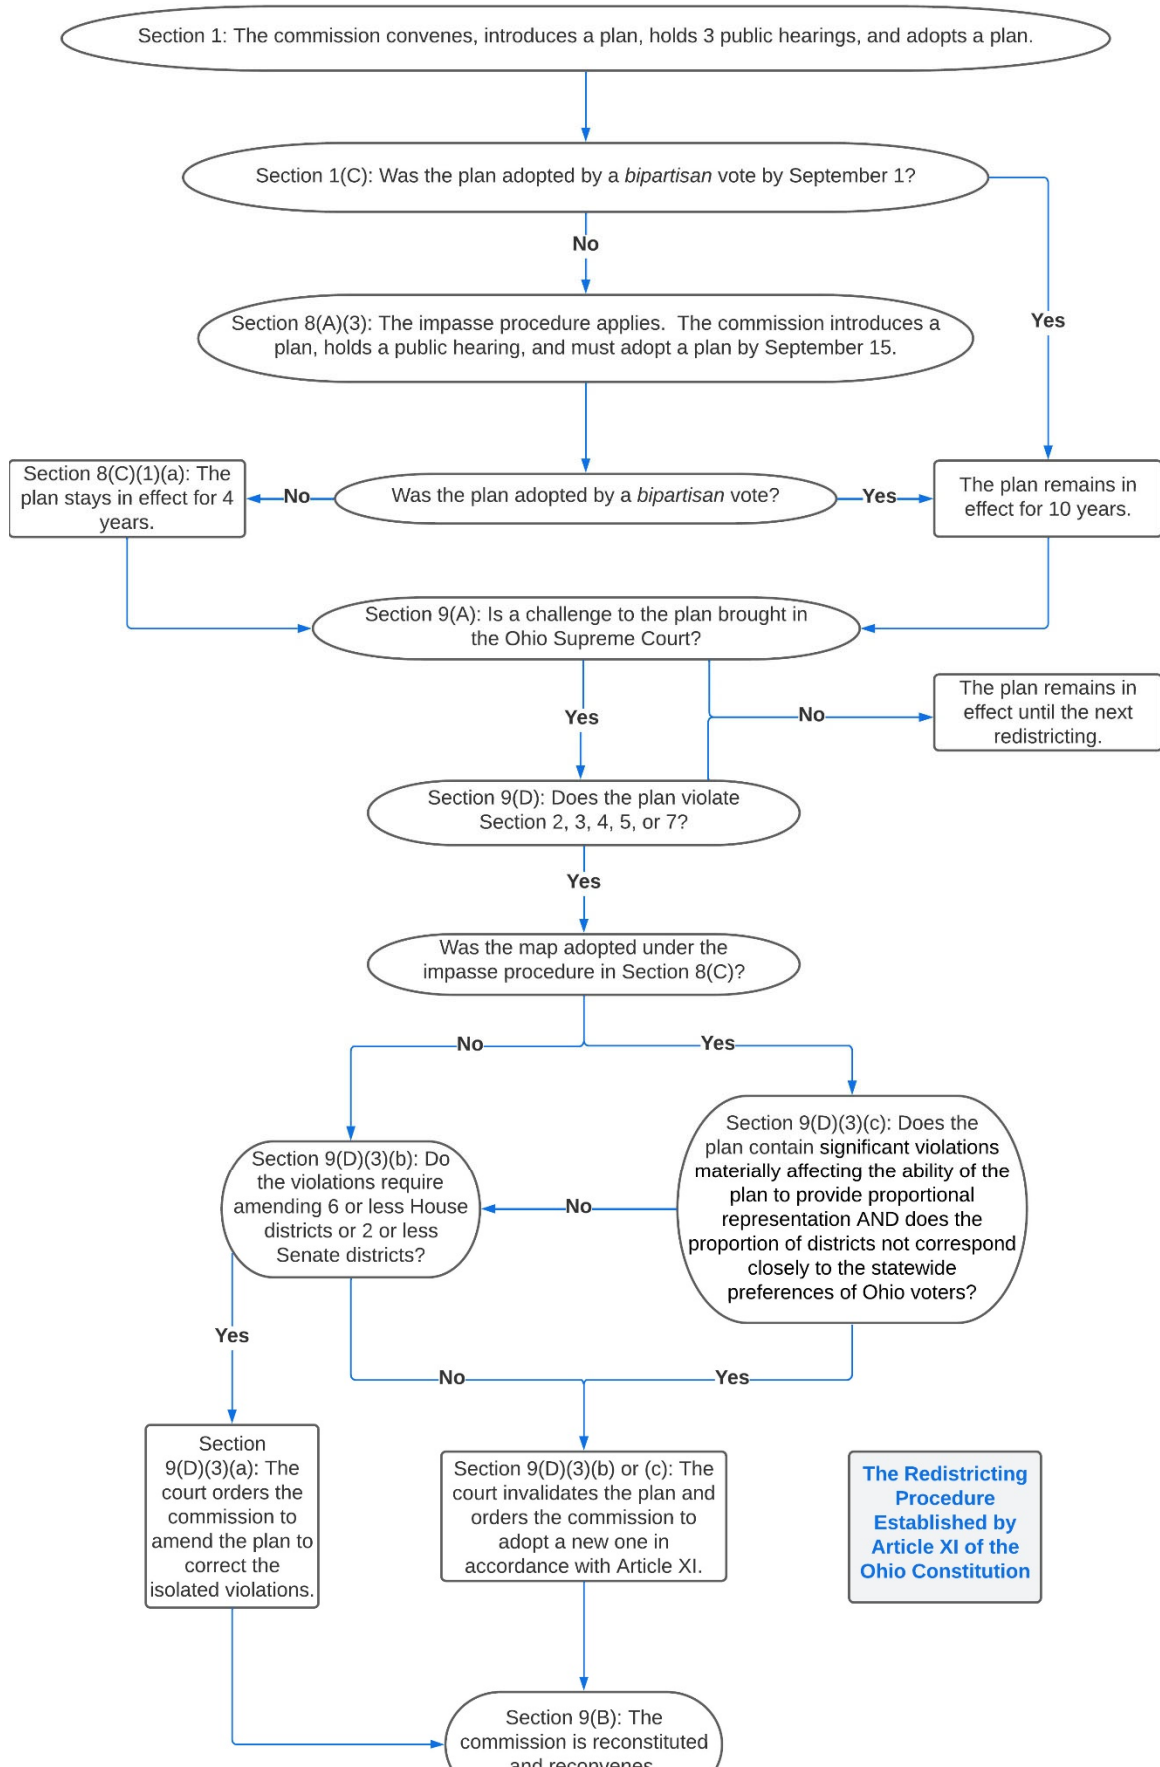 Section 1: The commission convenes, introduces a plan, holds 3 public hearings, and adopts a plan.
Section 1(C): Was the plan adopted by a bipartisan vote by September 1?
No
Yes
Section 8(A)(3): The impasse procedure applies.  The commission introduces a
plan, holds a public hearing, and must adopt a plan by September 15.
Section 8(C)(1)(a): The
plan stays in effect for 4
years.
No
Was the plan adopted by a bipartisan vote?
Yes
The plan remains in
effect for 10 years.
Section 9(A): Is a challenge to the plan brought in
the Ohio Supreme Court?
Yes
No
The plan remains in
effect until the next
redistricting.
Section 9(D): Does the plan violate
Section 2, 3, 4, 5, or 7?
Yes
Was the map adopted under the
impasse procedure in Section 8(C)?
No
Yes
Section 9(D)(3)(b): Do
the violations require
amending 6 or less House
districts or 2 or less
Senate districts?
No
Section 9(D)(3)(c): Does the
plan contain significant violations
materially affecting the ability of the
plan to provide proportional
representation AND does the
proportion of districts not correspond
closely to the statewide
preferences of Ohio voters?
Yes
No
Yes
Section
9(D)(3)(a): The
court orders the
commission to
amend the plan to
correct the
isolated violations.
Section 9(D)(3)(b) or (c): The
court invalidates the plan and
orders the commission to
adopt a new one in
accordance with Article XI.
The Redistricting
Procedure
Established by
Article XI of the
Ohio Constitution
Section 9(B): The
commission is reconstituted
and reconvenes